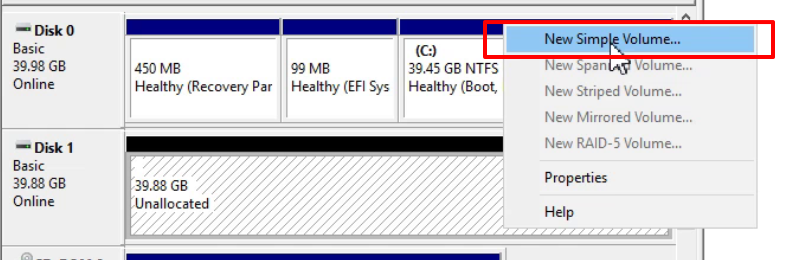 Disk 0
Basic
39.98 GB
Online
450 MB
Healthy (Recovery Par
99 MB
Healthy (EFI Sys
(C:)
39.45 GB NTFS
Healthy (Boot,
New Simple Volume...
New Spanned Volume...
New Striped Volume...
New Mirrored Volume...
New RAID-5 Volume...
Properties
Help
Disk 1
Basic
39.88 GB
Online
39.88 GB
Unallocated